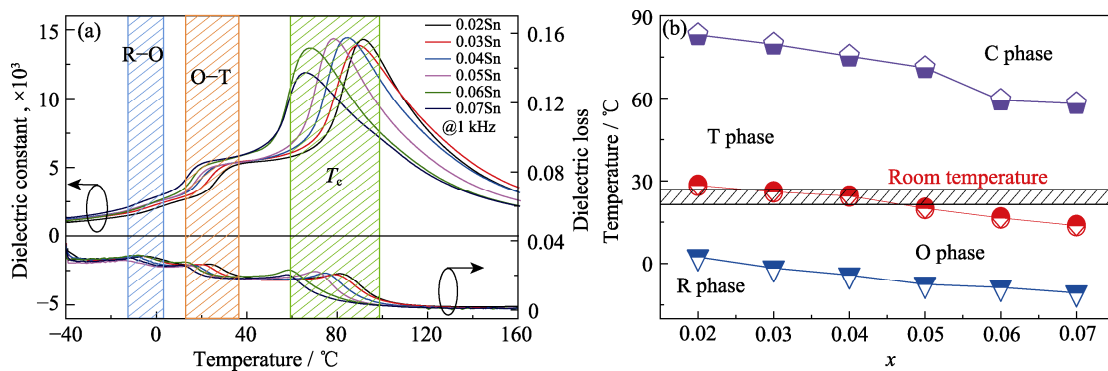 (a)
R−O
O−T
T_c
0.02Sn
0.03Sn
0.04Sn
0.05Sn
0.06Sn
0.07Sn
@1 kHz
15
10
5
0
−5
Dielectric constant , ×10³
0.16
0.12
0.08
0.04
0
Dielectric loss
−40 0 40 80 120 160
Temperature / ℃
(b)
C phase
T phase
Room temperature
O phase
R phase
90
60
30
0
Temperature / ℃
0.02 0.03 0.04 0.05 0.06 0.07
x